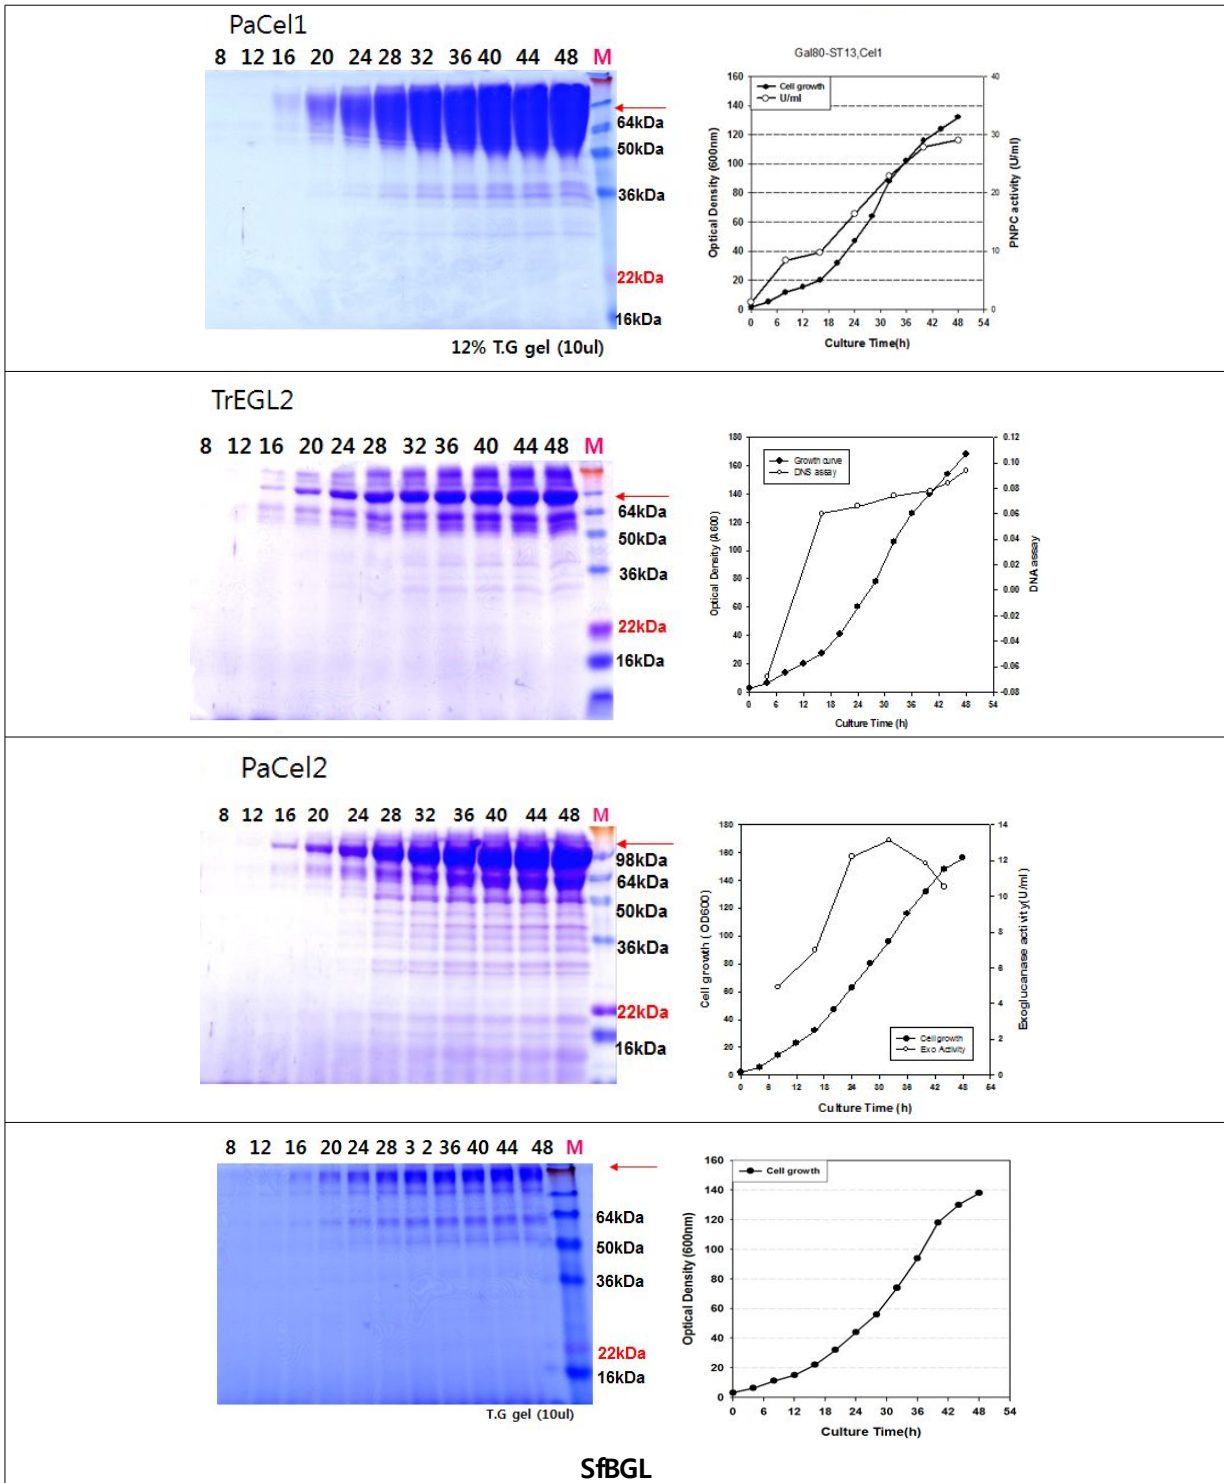 PaCel1
8 12 16 20 24 28 32 36 40 44 48 M
64kDa
50kDa
36kDa
22kDa
16kDa
12% T.G gel (10ul)
Gal80-ST13,Cel1
Cell growth
U/ml
160 140 120 100 80 60 40 20 0
Optical Density (600nm)
40 30 20 10 0
PNPC activity (U/ml)
0 6 12 18 24 30 36 42 48 54
Culture Time(h)
TrEGL2
8 12 16 20 24 28 32 36 40 44 48 M
64kDa
50kDa
36kDa
22kDa
16kDa
Growth curve
DNS assay
180 160 140 120 100 80 60 40 20 0
Optical Density (A600)
0.12 0.10 0.08 0.06 0.04 0.02 0.00 -0.02 -0.04 -0.06 -0.08
DNA assay
0 6 12 18 24 30 36 42 48 54
Culture Time (h)
PaCel2
8 12 16 20 24 28 32 36 40 44 48 M
98kDa
64kDa
50kDa
36kDa
22kDa
16kDa
180 160 140 120 100 80 60 40 20 0
Cell growth ( OD600)
14 12 10 8 6 4 2 0
Exoglucanase activity(U/ml)
Cell growth
Exo Activity
0 6 12 18 24 30 36 42 48 54
Culture Time (h)
8 12 16 20 24 28 3 2 36 40 44 48 M
64kDa
50kDa
36kDa
22kDa
16kDa
T.G gel (10ul)
Cell growth
160 140 120 100 80 60 40 20 0
Optical Density (600nm)
0 6 12 18 24 30 36 42 48 54
Culture Time(h)
SfBGL